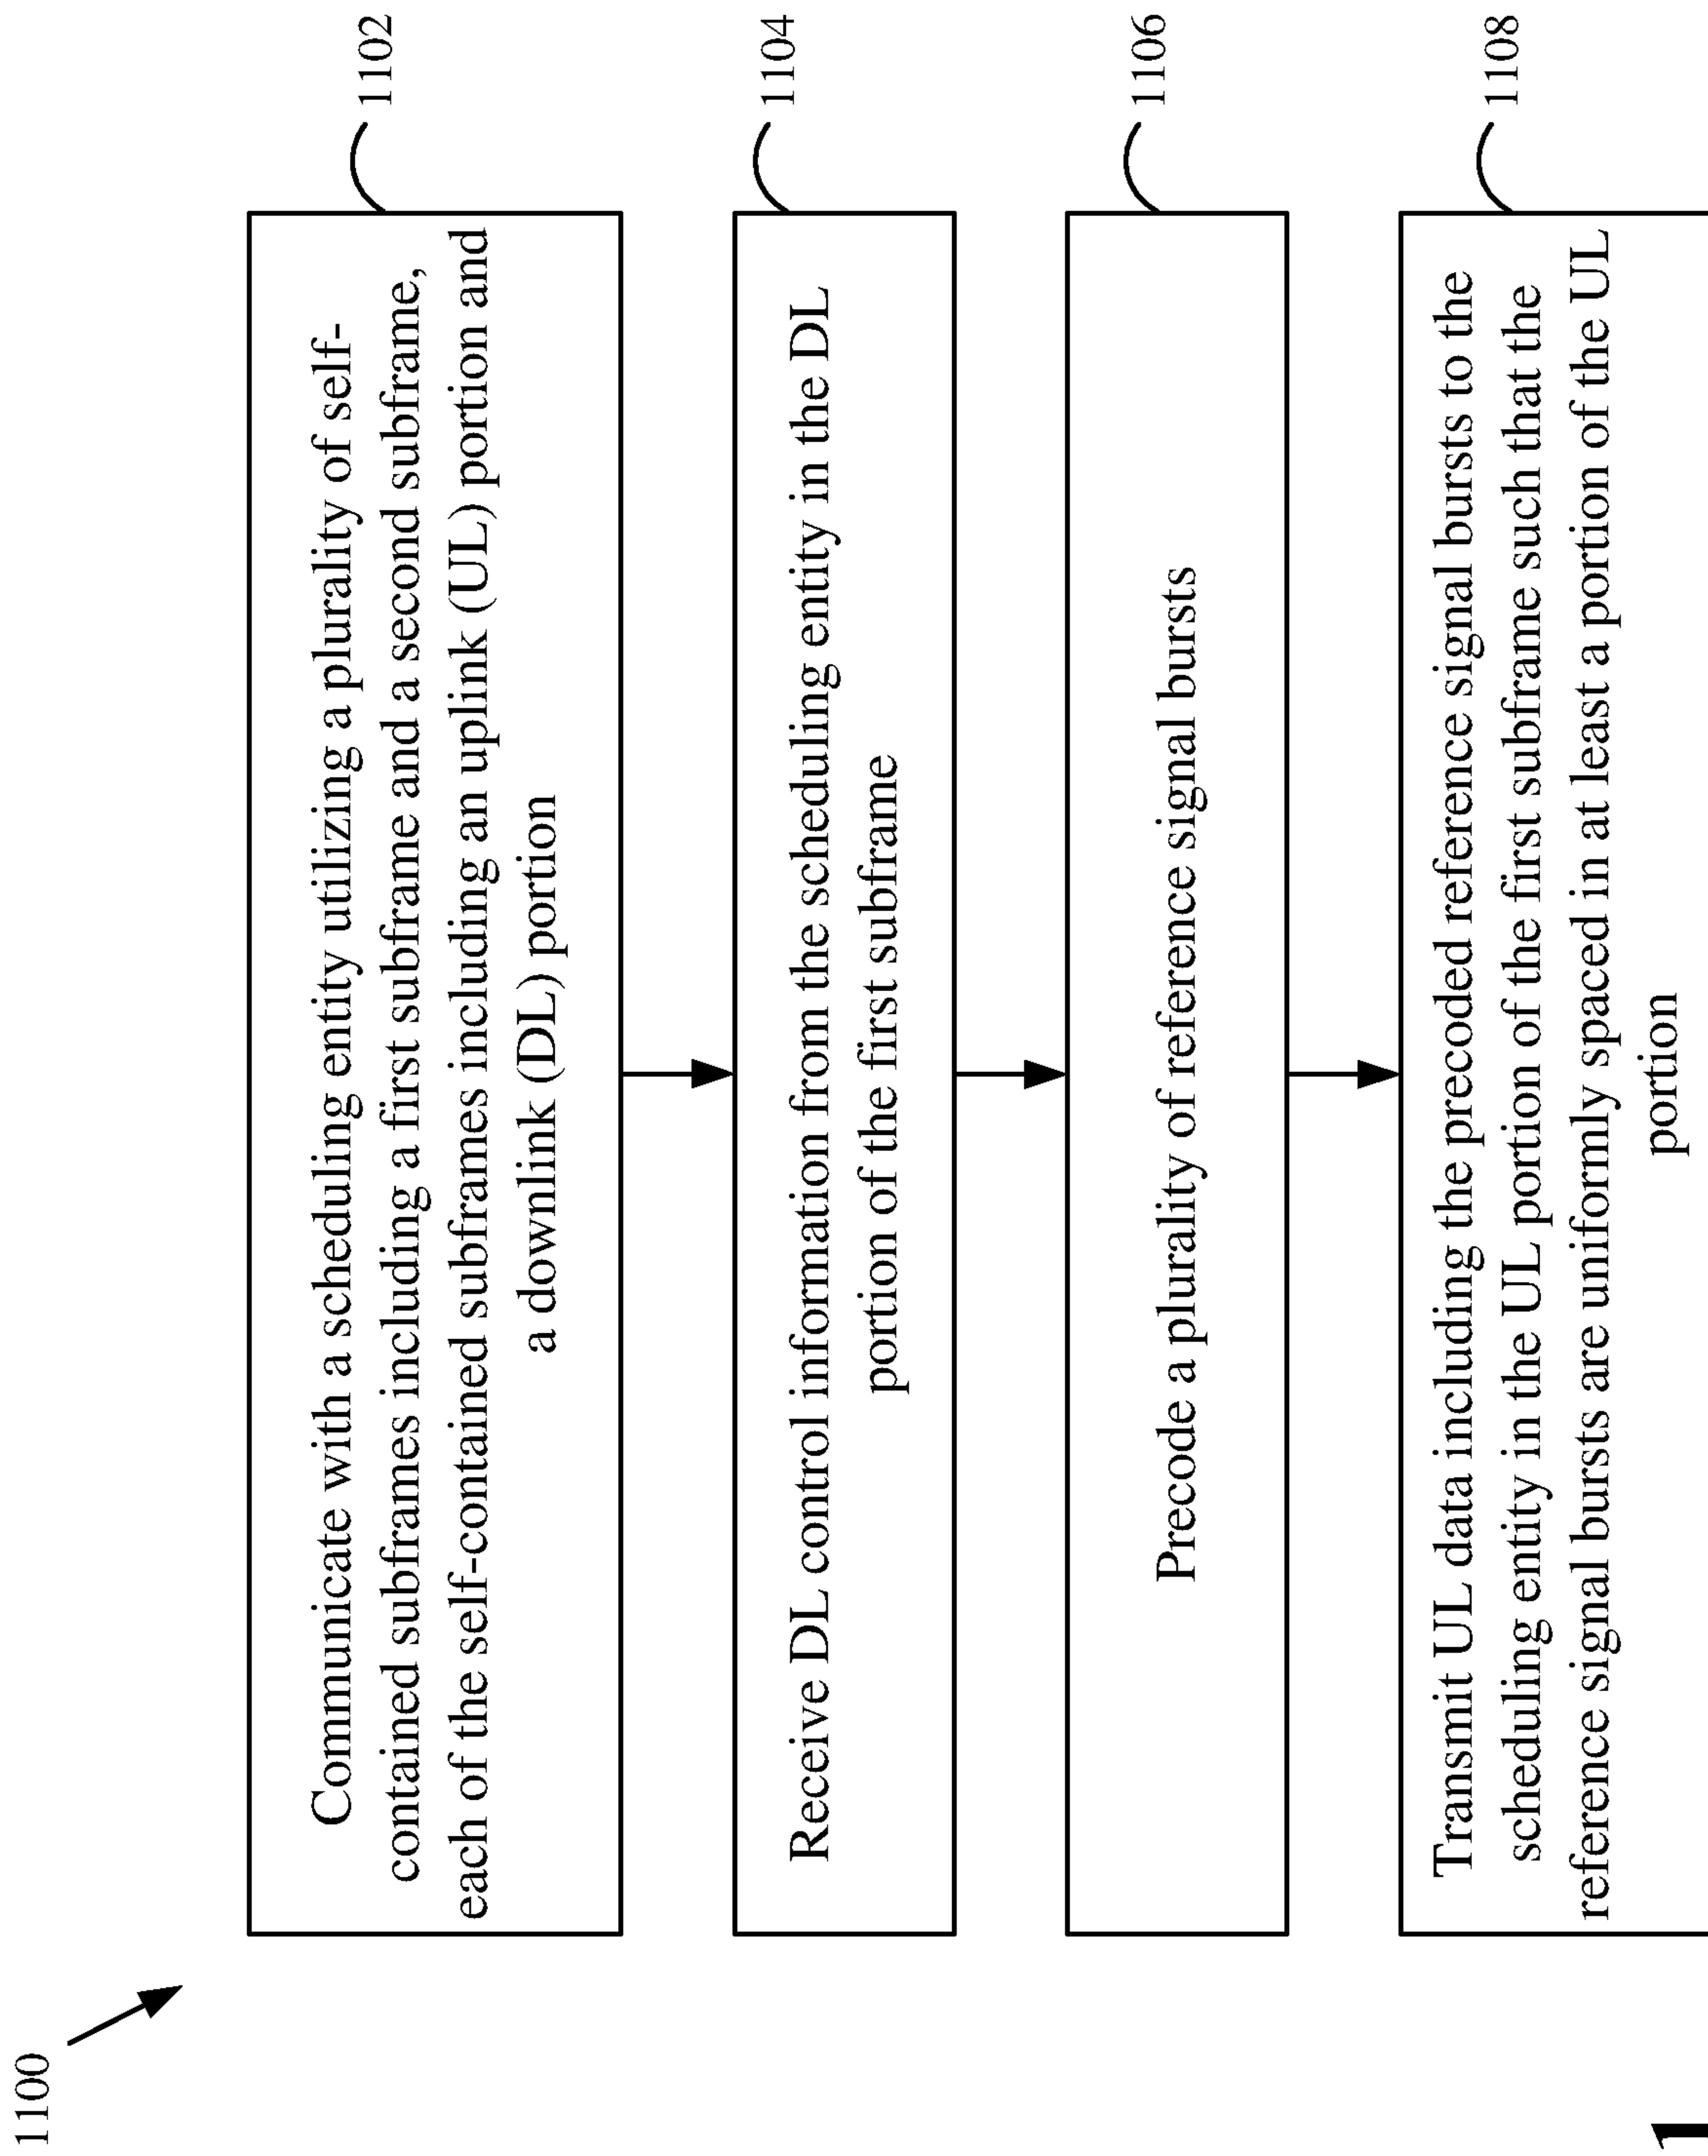 1100
Communicate with a scheduling entity utilizing a plurality of self-
contained subframes including a first subframe and a second subframe,
each of the self-contained subframes including an uplink (UL) portion and
a downlink (DL) portion
1102
Receive DL control information from the scheduling entity in the DL
portion of the first subframe
1104
Precode a plurality of reference signal bursts
1106
Transmit UL data including the precoded reference signal bursts to the
scheduling entity in the UL portion of the first subframe such that the
reference signal bursts are uniformly spaced in at least a portion of the UL
portion
1108